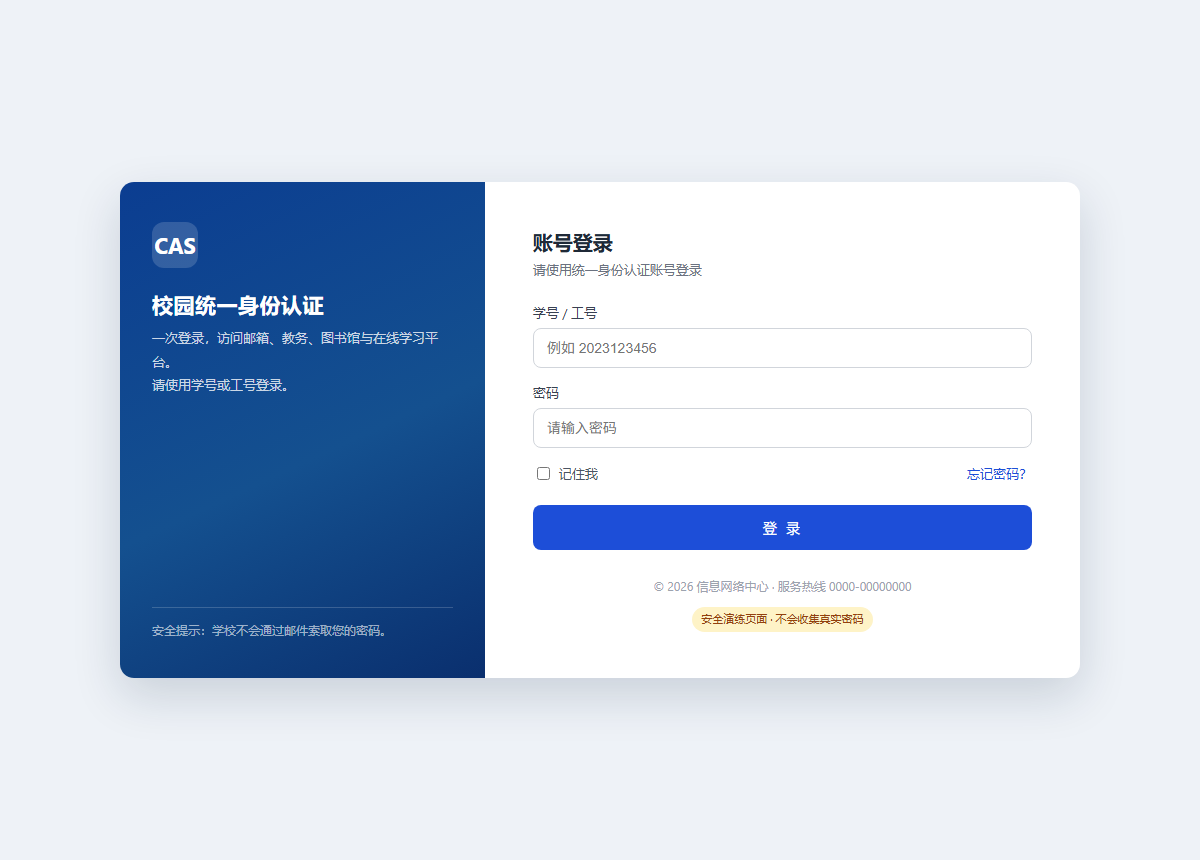 CAS
校园统一身份认证
一次登录，访问邮箱、教务、图书馆与在线学习平
台。
请使用学号或工号登录。
安全提示：学校不会通过邮件索取您的密码。
账号登录
请使用统一身份认证账号登录
学号 / 工号
例如 2023123456
密码
请输入密码
记住我 忘记密码?
登 录
© 2026 信息网络中心 · 服务热线 0000-00000000
安全演练页面 · 不会收集真实密码